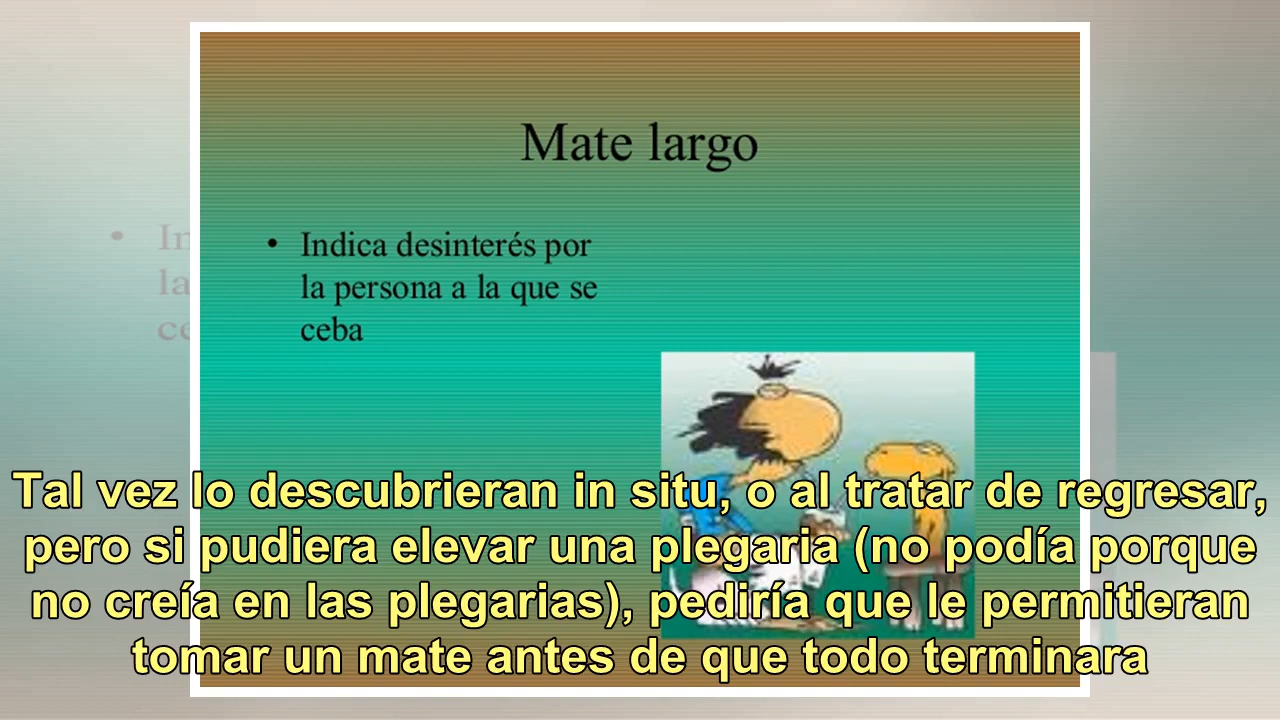 Mate largo
• Indica desinterés por
la persona a la que se
ceba
Tal vez lo descubrieran in situ, o al tratar de regresar,
pero si pudiera elevar una plegaria (no podía porque
no creía en las plegarias), pediría que le permitieran
tomar un mate antes de que todo terminara